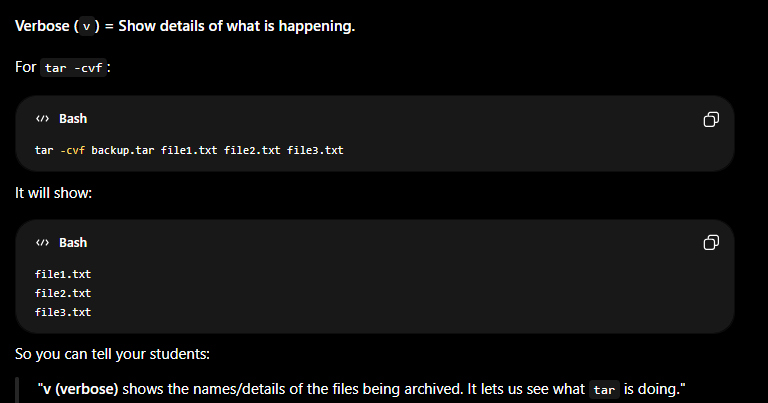 Verbose (v) = Show details of what is happening.
For tar -cvf:
</> Bash
tar -cvf backup.tar file1.txt file2.txt file3.txt
It will show:
</> Bash
file1.txt
file2.txt
file3.txt
So you can tell your students:
"v (verbose) shows the names/details of the files being archived. It lets us see what tar is doing."